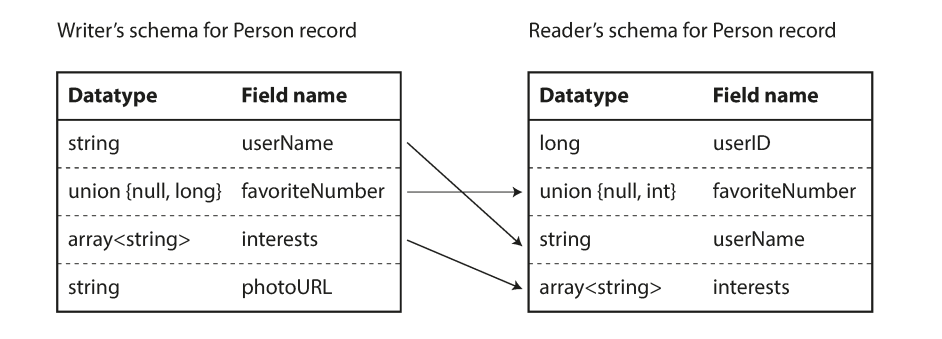 Writer’s schema for Person record
Datatype Field name
string userName
union {null, long} favoriteNumber
array<string> interests
string photoURL
Reader’s schema for Person record
Datatype Field name
long userID
union {null, int} favoriteNumber
string userName
array<string> interests